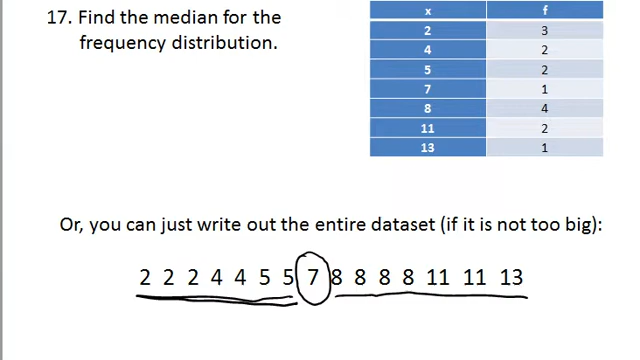 17. Find the median for the
frequency distribution.
x f
2 3
4 2
5 2
7 1
8 4
11 2
13 1
Or, you can just write out the entire dataset (if it is not too big):
2 2 2 4 4 5 5 7 8 8 8 8 11 11 13